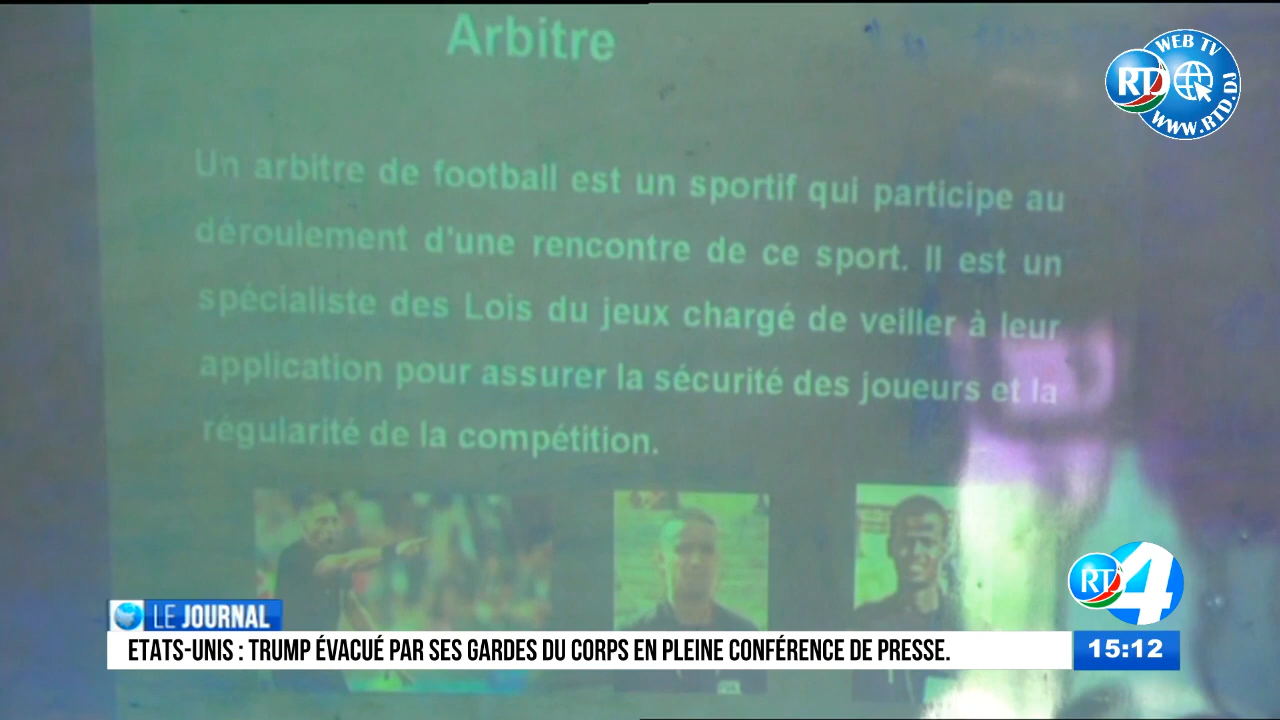 Arbitre
WEB TV
RTD
WWW.RTD.DJ
Un arbitre de football est un sportif qui participe au
déroulement d'une rencontre de ce sport. Il est un
spécialiste des Lois du jeux chargé de veiller à leur
application pour assurer la sécurité des joueurs et la
régularité de la compétition.
RTD 4
LE JOURNAL
ETATS-UNIS : TRUMP ÉVACUÉ PAR SES GARDES DU CORPS EN PLEINE CONFÉRENCE DE PRESSE.
15:12